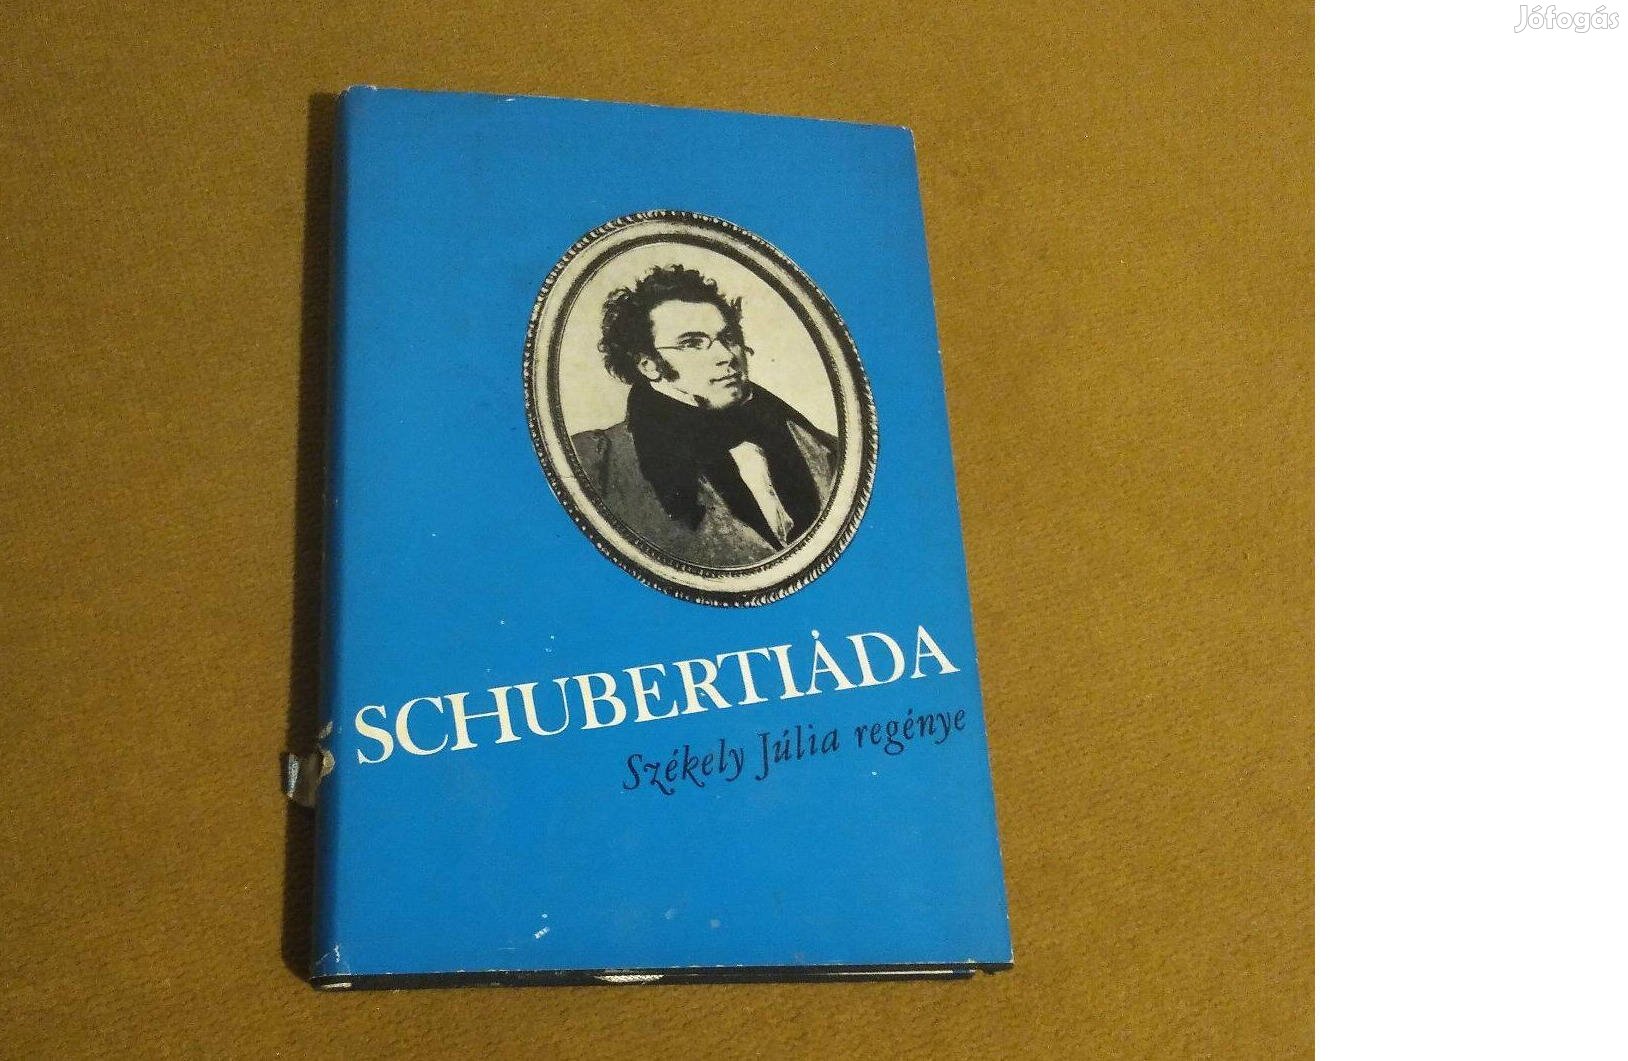 Jófogás
SCHUBERTIÁDA
Székely Júlia regénye